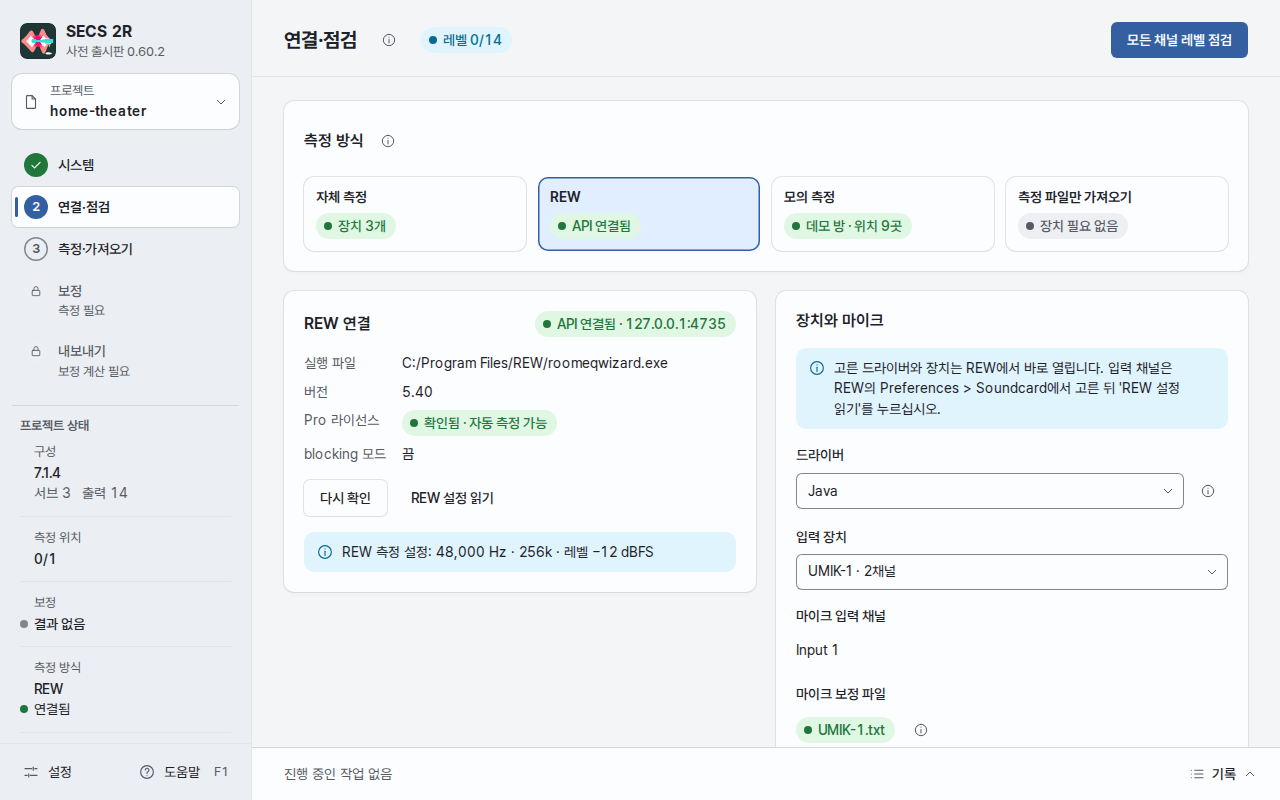 SECS 2R
사전 출시판 0.60.2
프로젝트
home-theater
시스템
2 연결·점검
3 측정·가져오기
보정
측정 필요
내보내기
보정 계산 필요
프로젝트 상태
구성
7.1.4
서브 3 출력 14
측정 위치
0/1
보정
결과 없음
측정 방식
REW
연결됨
설정
도움말 F1
연결·점검
레벨 0/14
모든 채널 레벨 점검
측정 방식
자체 측정
장치 3개
REW
API 연결됨
모의 측정
데모 방 · 위치 9곳
측정 파일만 가져오기
장치 필요 없음
REW 연결
API 연결됨 · 127.0.0.1:4735
실행 파일 C:/Program Files/REW/roomeqwizard.exe
버전 5.40
Pro 라이선스 확인됨 · 자동 측정 가능
blocking 모드 끔
다시 확인
REW 설정 읽기
REW 측정 설정: 48,000 Hz · 256k · 레벨 −12 dBFS
장치와 마이크
고른 드라이버와 장치는 REW에서 바로 열립니다. 입력 채널은
REW의 Preferences > Soundcard에서 고른 뒤 'REW 설정
읽기'를 누르십시오.
드라이버
Java
입력 장치
UMIK-1 · 2채널
마이크 입력 채널
Input 1
마이크 보정 파일
UMIK-1.txt
진행 중인 작업 없음
기록